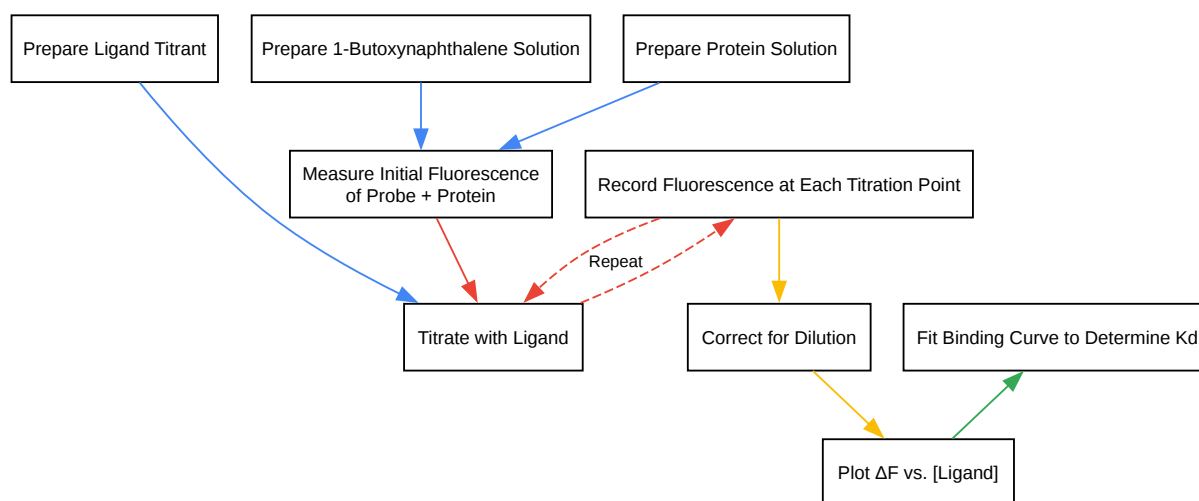 Prepare Ligand Titrant
Prepare 1-Butoxynaphthalene Solution
Prepare Protein Solution
Measure Initial Fluorescence
of Probe + Protein
Record Fluorescence at Each Titration Point
Repeat
Titrate with Ligand
Correct for Dilution
Fit Binding Curve to Determine Kd
Plot ΔF vs. [Ligand]